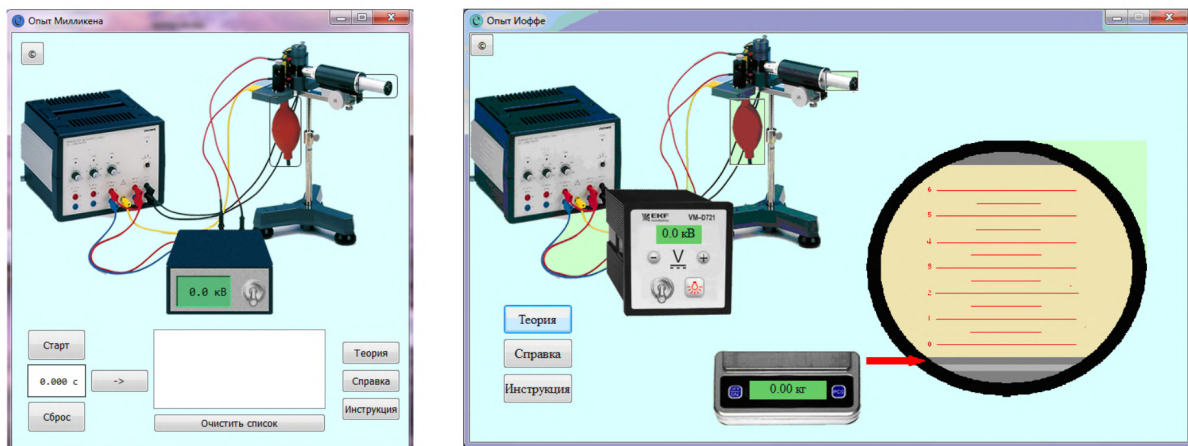 Опыт Милликена
©
0.0 кВ
Старт
0.000 с
->
Сброс
Очистить список
Теория
Справка
Инструкция
Опыт Иоффе
©
EKF
VM-D721
0.0 кВ
- V +
Теория
Справка
Инструкция
0.00 кг
6
5
4
3
2
1
0